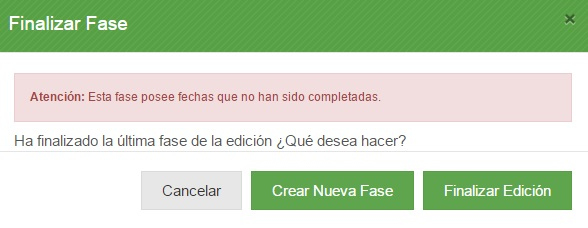 Finalizar Fase
Atención: Esta fase posee fechas que no han sido completadas.
Ha finalizado la última fase de la edición ¿Qué desea hacer?
Cancelar
Crear Nueva Fase
Finalizar Edición